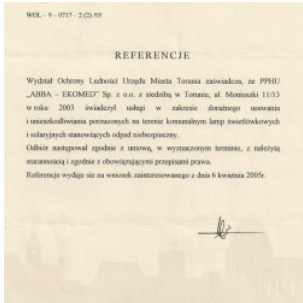 WOL – 9 – 0717 – 2 (2) /05
REFERENCJE
Wydział Ochrony Ludności Urzędu Miasta Torunia zaświadcza, że PPHU
„ABBA – EKOMED” Sp. z o.o. z siedzibą w Toruniu, ul. Moniuszki 11/13
w roku 2003 świadczył usługi w zakresie doraźnego usuwania
i unieszkodliwiania porzuconych na terenie komunalnym lamp świetlówkowych
i solaryjnych stanowiących odpad niebezpieczny.
Odbiór następował zgodnie z umową, w wyznaczonym terminie, z należytą
starannością i zgodnie z obowiązującymi przepisami prawa.
Referencje wydaje się na wniosek zainteresowanego z dnia 6 kwietnia 2005r.